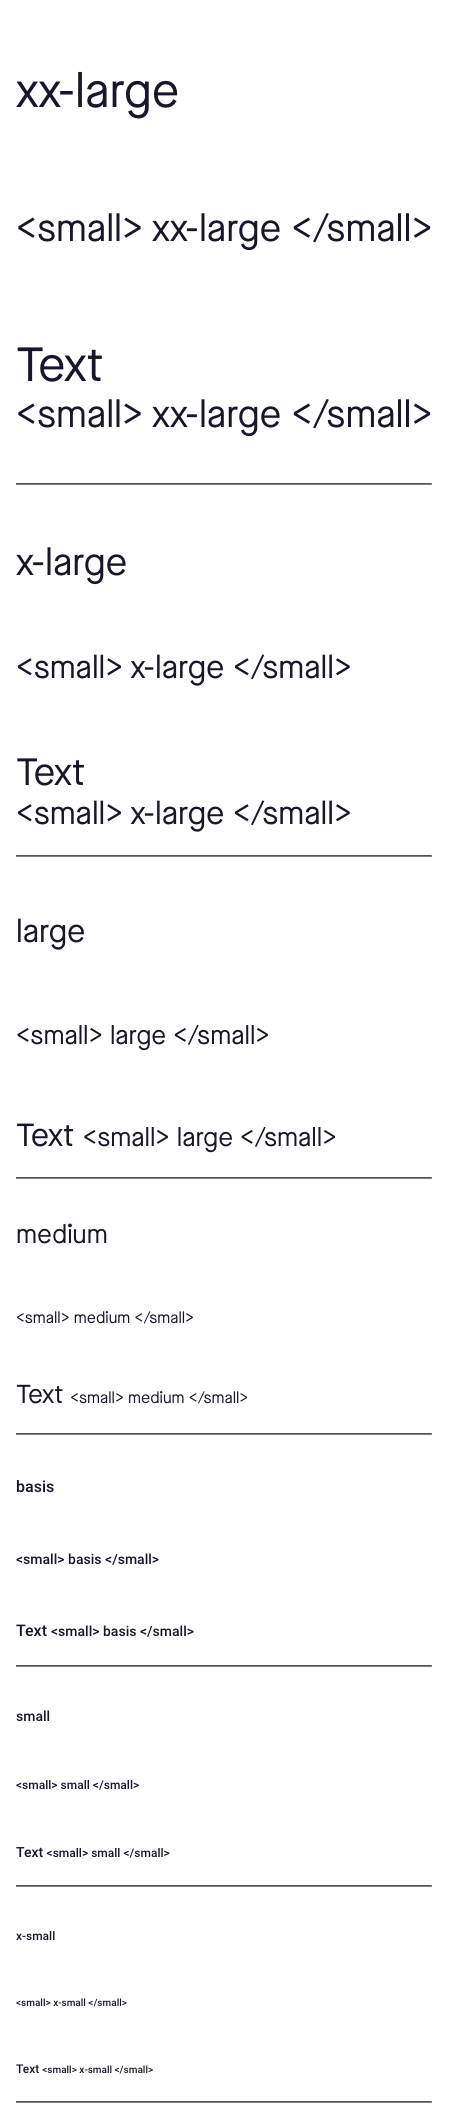 xx-large
<small> xx-large </small>
Text
<small> xx-large </small>
x-large
<small> x-large </small>
Text
<small> x-large </small>
large
<small> large </small>
Text <small> large </small>
medium
<small> medium </small>
Text <small> medium </small>
basis
<small> basis </small>
Text <small> basis </small>
small
<small> small </small>
Text <small> small </small>
x-small
<small> x-small </small>
Text <small> x-small </small>